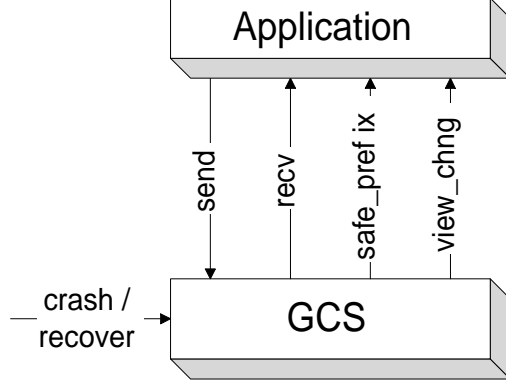 Application
send
recv
safe_pref ix
view_chng
crash /
recover
GCS